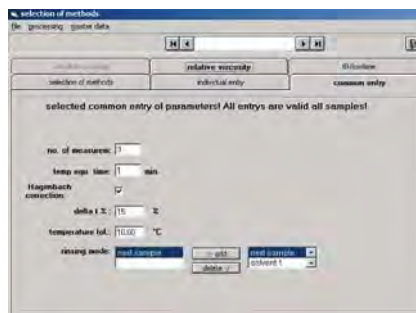 selection of methods
file processing master data
relative viscosity
selection of methods individual entry common entry
selected common entry of parameters! All entrys are valid all samples!
no. of measurem:
temp equ time: 1 min.
Hagenbach
correction:
delta t %: 15 %
temperature tol.: 10.00 °C
rinsing mode: next sample -> add next sample
delete <- solvent 1